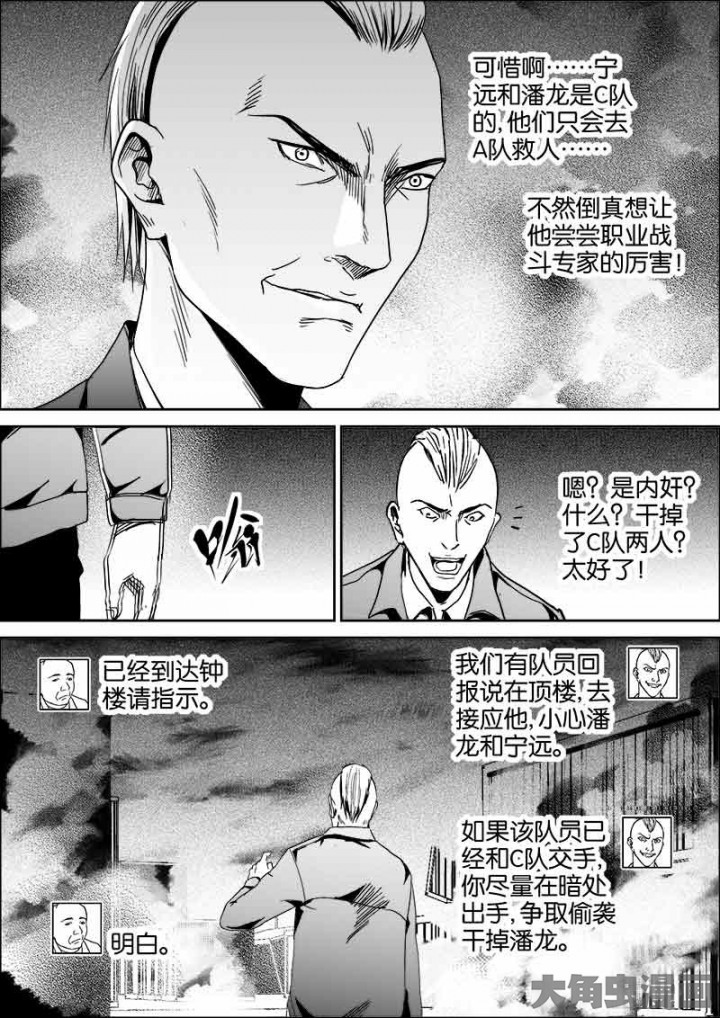 可惜啊……宁
远和潘龙是C队
的,他们只会去
A队救人……
不然倒真想让
他尝尝职业战
斗专家的厉害!
嗯?是内奸?
什么?干掉
了C队两人?
太好了!
已经到达钟
楼请指示。
我们有队员回
报说在顶楼,去
接应他,小心潘
龙和宁远。
如果该队员已
经和C队交手,
你尽量在暗处
出手,争取偷袭
干掉潘龙。
明白。
大角虫漫画